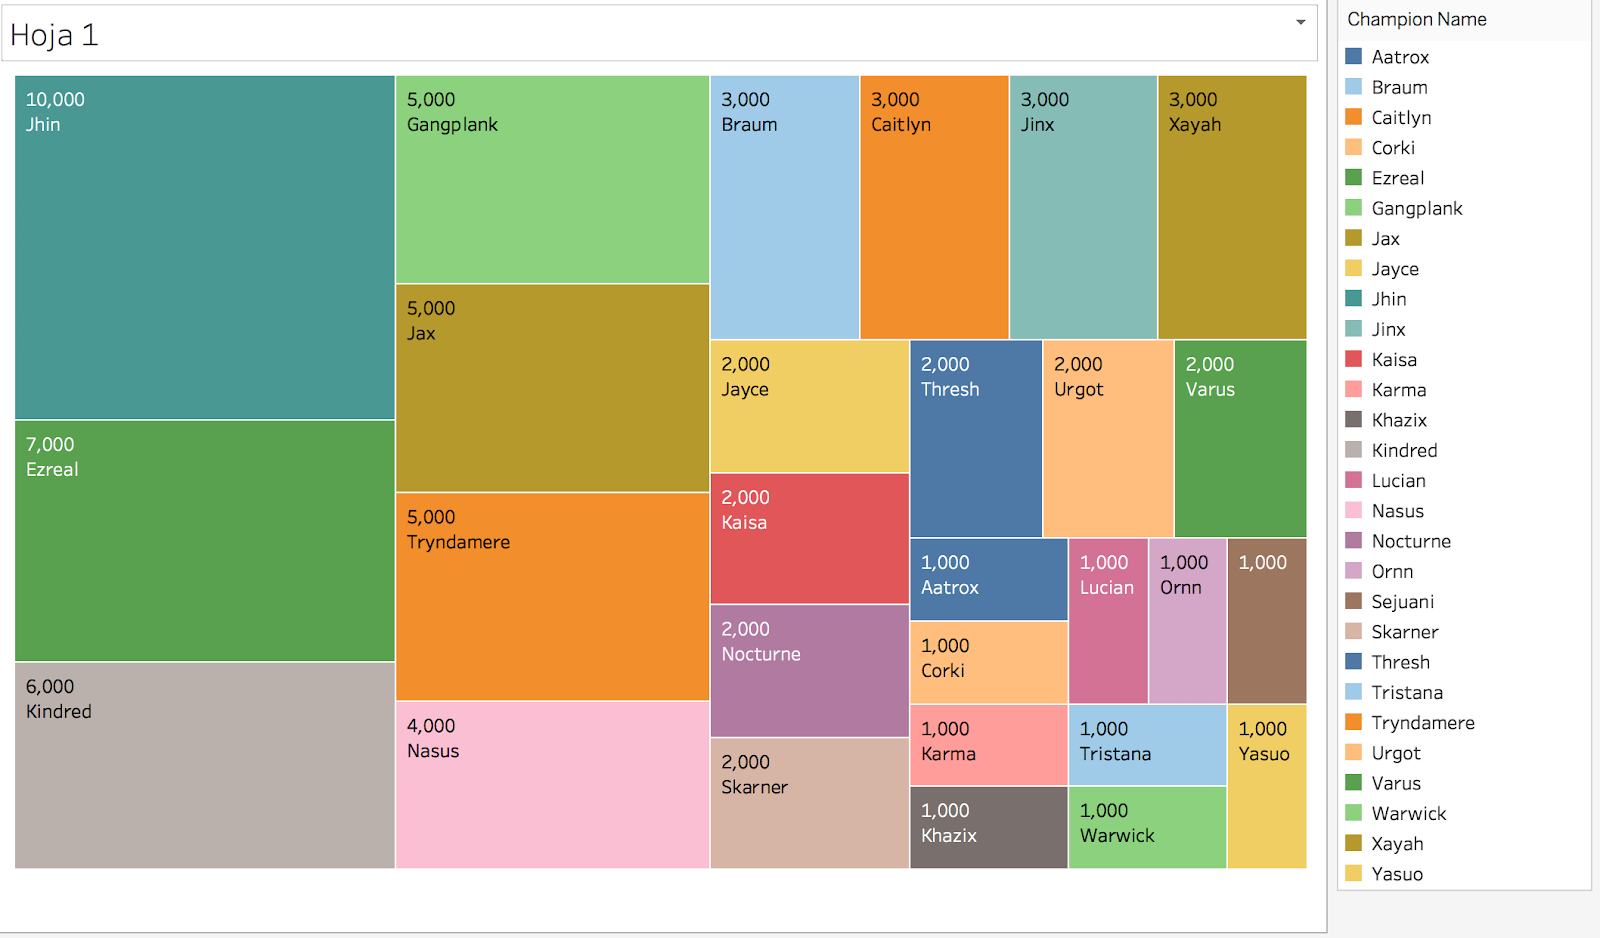 Hoja 1
10,000
Jhin
7,000
Ezreal
6,000
Kindred
5,000
Gangplank
5,000
Jax
5,000
Tryndamere
4,000
Nasus
3,000
Braum
3,000
Caitlyn
3,000
Jinx
3,000
Xayah
2,000
Jayce
2,000
Kaisa
2,000
Nocturne
2,000
Skarner
2,000
Thresh
2,000
Urgot
2,000
Varus
1,000
Aatrox
1,000
Corki
1,000
Karma
1,000
Khazix
1,000
Lucian
1,000
Ornn
1,000
1,000
Tristana
1,000
Warwick
1,000
Yasuo
Champion Name
Aatrox
Braum
Caitlyn
Corki
Ezreal
Gangplank
Jax
Jayce
Jhin
Jinx
Kaisa
Karma
Khazix
Kindred
Lucian
Nasus
Nocturne
Ornn
Sejuani
Skarner
Thresh
Tristana
Tryndamere
Urgot
Varus
Warwick
Xayah
Yasuo